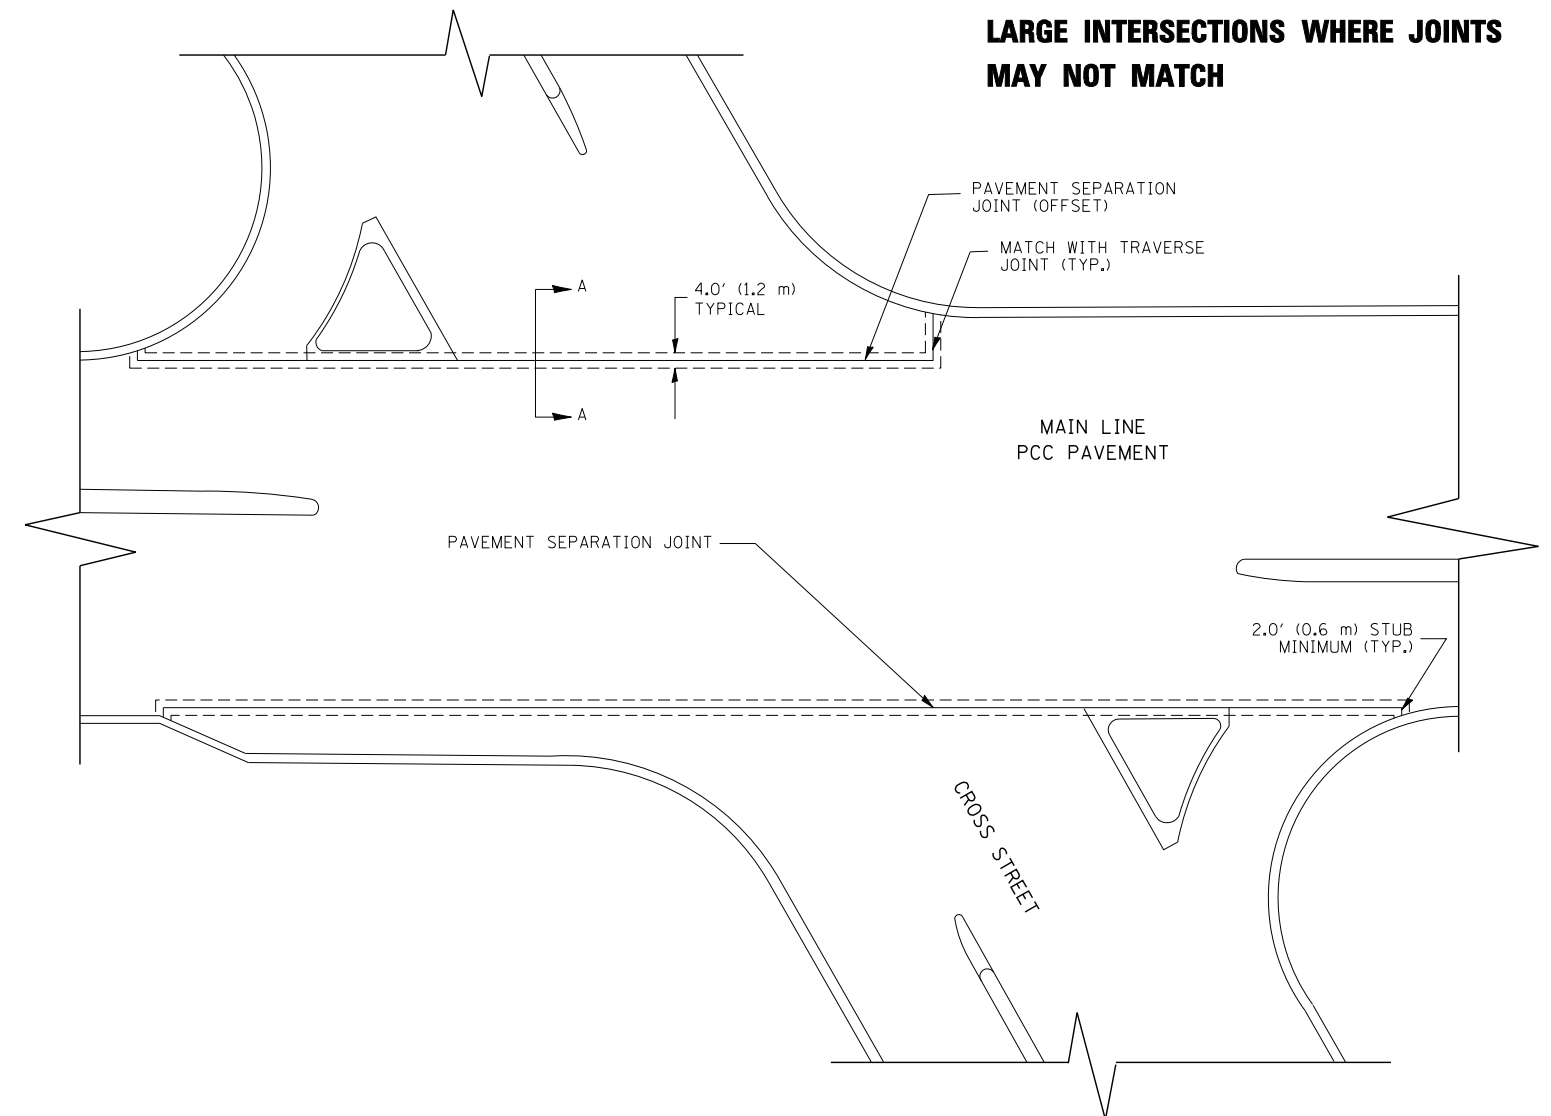 LARGE INTERSECTIONS WHERE JOINTS
MAY NOT MATCH
PAVEMENT SEPARATION
JOINT (OFFSET)
MATCH WITH TRAVERSE
JOINT (TYP.)
A
4.0' (1.2 m)
TYPICAL
A
MAIN LINE
PCC PAVEMENT
PAVEMENT SEPARATION JOINT
2.0' (0.6 m) STUB
MINIMUM (TYP.)
CROSS STREET